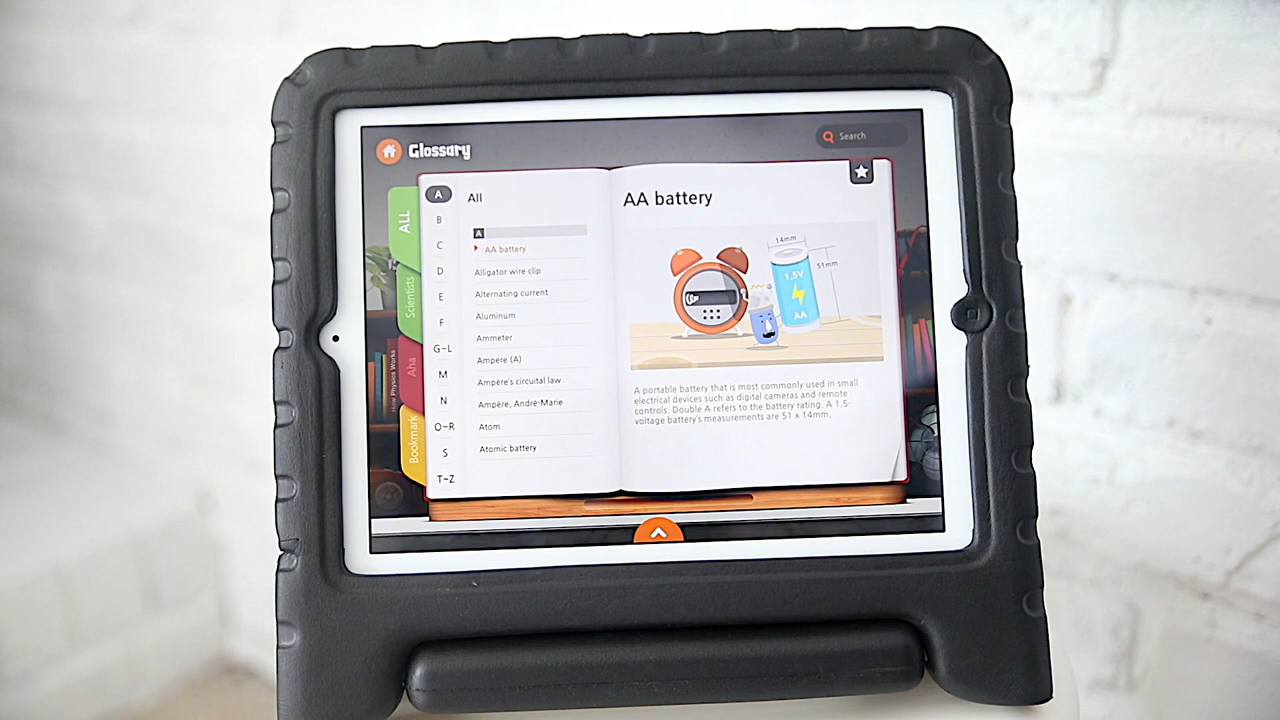 Glossary
Search
ALL
Scientists
Aha
Bookmark
How Physics Works
A
B
C
D
E
F
G~L
M
N
O~R
S
T~Z
All
A
AA battery
Alligator wire clip
Alternating current
Aluminum
Ammeter
Ampere (A)
Ampère's circuital law
Ampère, André-Marie
Atom
Atomic battery
AA battery
14mm
51mm
1,5V
AA
A portable battery that is most commonly used in small
electrical devices such as digital cameras and remote
controls. Double A refers to the battery rating. A 1,5-
voltage battery's measurements are 51 x 14mm.